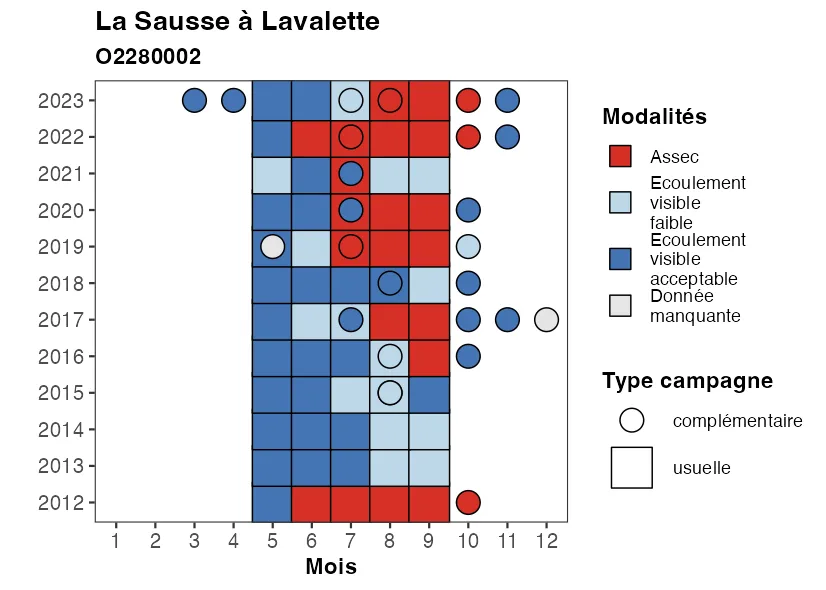 La Sausse à Lavalette
O2280002
2023
2022
2021
2020
2019
2018
2017
2016
2015
2014
2013
2012
1 2 3 4 5 6 7 8 9 10 11 12
Mois
Modalités
Assec
Ecoulement
visible
faible
Ecoulement
visible
acceptable
Donnée
manquante
Type campagne
complémentaire
usuelle